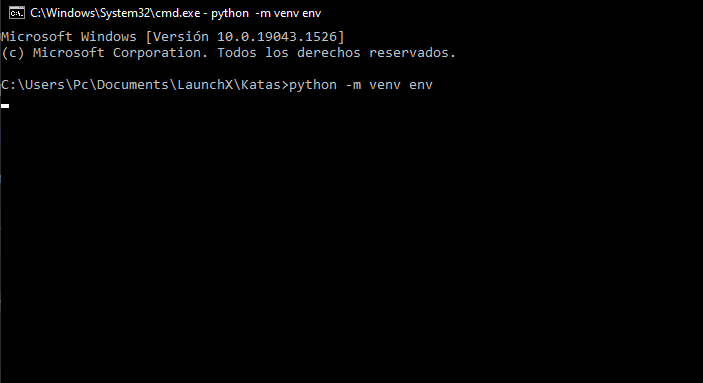 C:\Windows\System32\cmd.exe - python  -m venv env
Microsoft Windows [Versión 10.0.19043.1526]
(c) Microsoft Corporation. Todos los derechos reservados.
C:\Users\Pc\Documents\LaunchX\Katas>python -m venv env